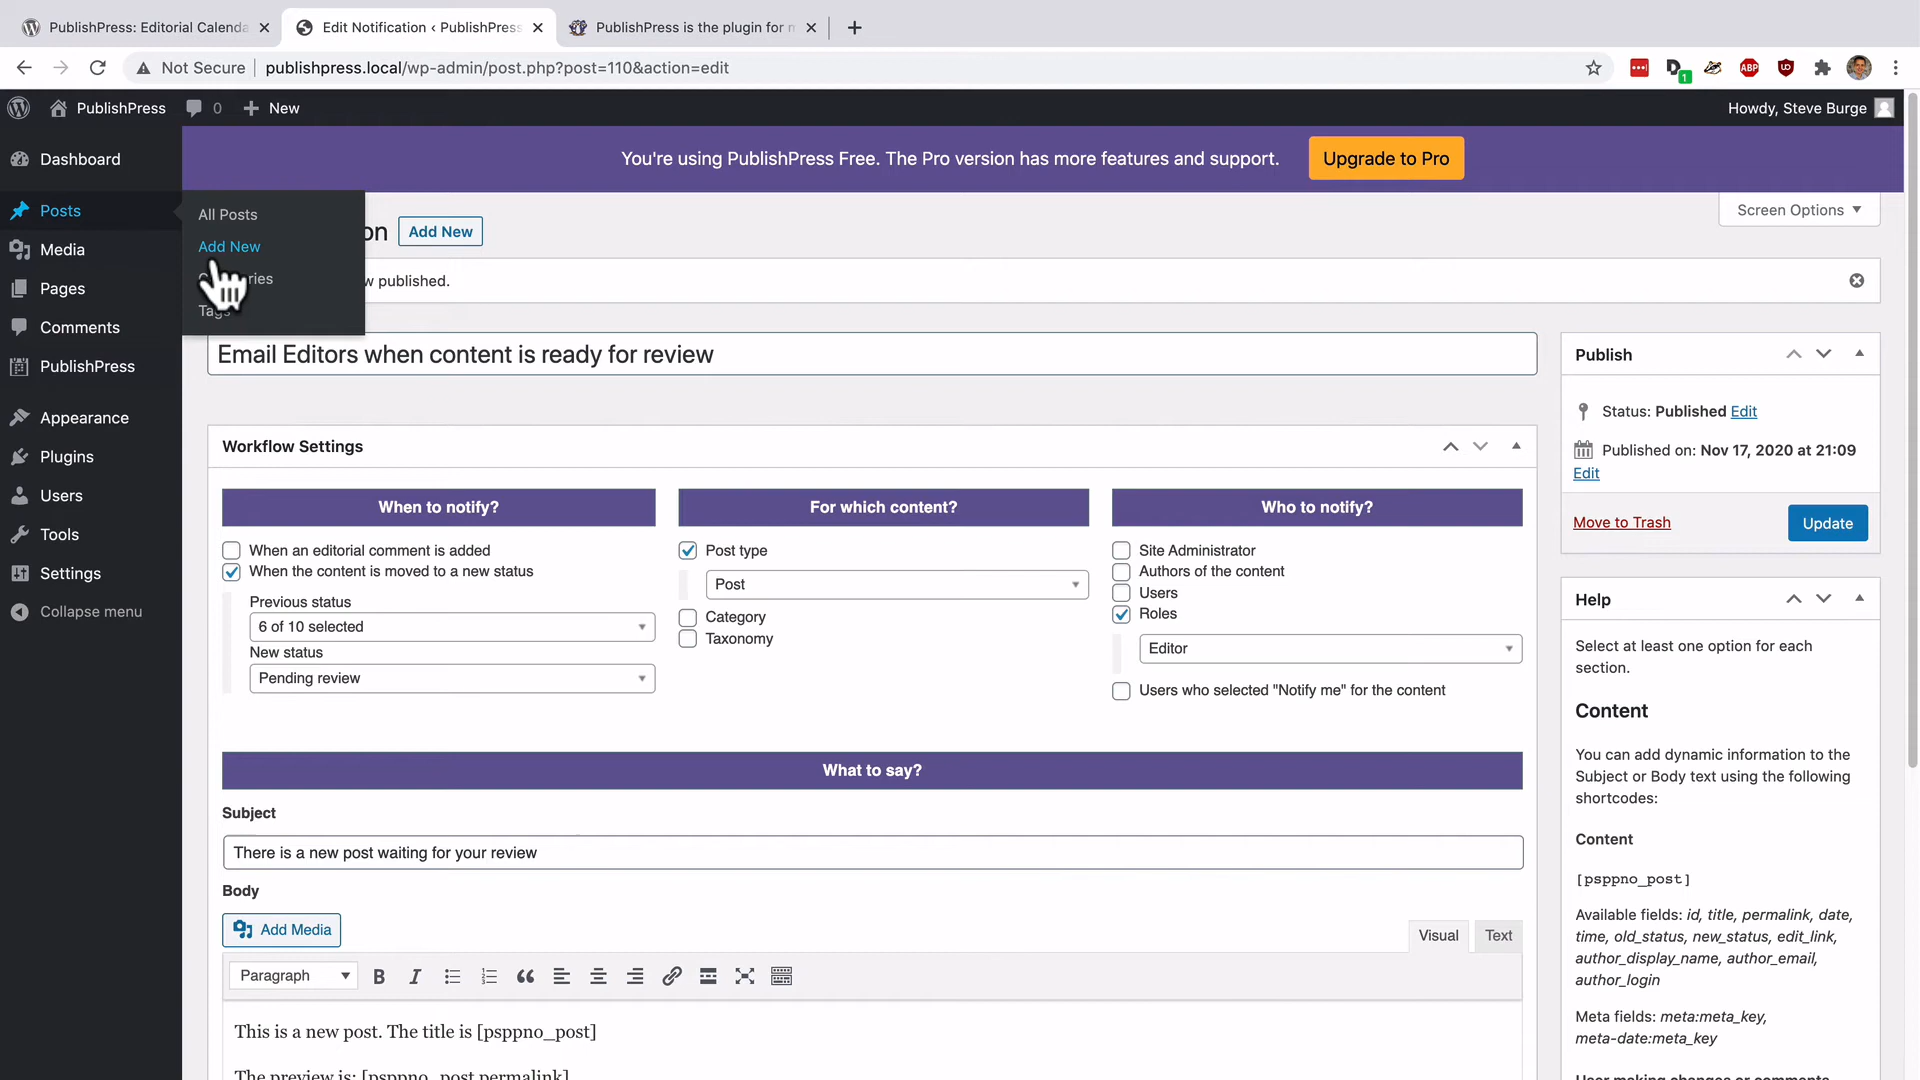 PublishPress: Editorial Calenda
Edit Notification ‹ PublishPress
PublishPress is the plugin for
Not Secure
publishpress.local/wp-admin/post.php?post=110&action=edit
1
ABP
PublishPress
0
New
Howdy, Steve Burge
Dashboard
Posts
Media
Pages
Comments
PublishPress
Appearance
Plugins
Users
Tools
Settings
Collapse menu
All Posts
Add New
Tags
You're using PublishPress Free. The Pro version has more features and support.
Upgrade to Pro
Screen Options
on
Add New
published.
Email Editors when content is ready for review
Workflow Settings
When to notify?
When an editorial comment is added
When the content is moved to a new status
Previous status
6 of 10 selected
New status
Pending review
For which content?
Post type
Post
Category
Taxonomy
Who to notify?
Site Administrator
Authors of the content
Users
Roles
Editor
Users who selected "Notify me" for the content
What to say?
Subject
There is a new post waiting for your review
Body
Add Media
Visual
Text
Paragraph
This is a new post. The title is [psppno_post]
The preview is: [psppno_post permalink]
Publish
Status: Published Edit
Published on: Nov 17, 2020 at 21:09
Edit
Move to Trash
Update
Help
Select at least one option for each
section.
Content
You can add dynamic information to the
Subject or Body text using the following
shortcodes:
Content
[psppno_post]
Available fields: id, title, permalink, date,
time, old_status, new_status, edit_link,
author_display_name, author_email,
author_login
Meta fields: meta:meta_key,
meta-date:meta_key
User making changes or comments